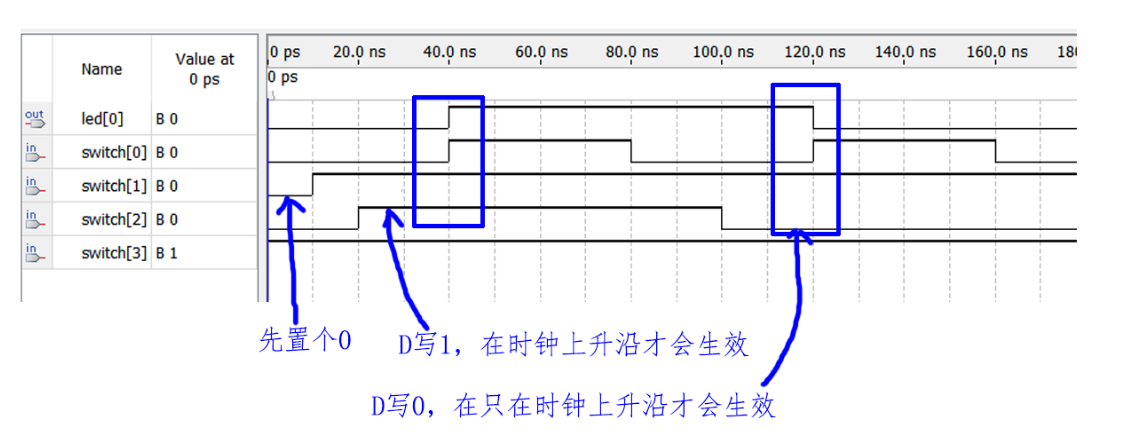 Name
Value at
0 ps
0 ps
20.0 ns
40.0 ns
60.0 ns
80.0 ns
100.0 ns
120.0 ns
140.0 ns
160.0 ns
18
0 ps
out
led[0]
B 0
in
switch[0]
B 0
in
switch[1]
B 0
in
switch[2]
B 0
in
switch[3]
B 1
先置个0
D写1，在时钟上升沿才会生效
D写0，在只在时钟上升沿才会生效